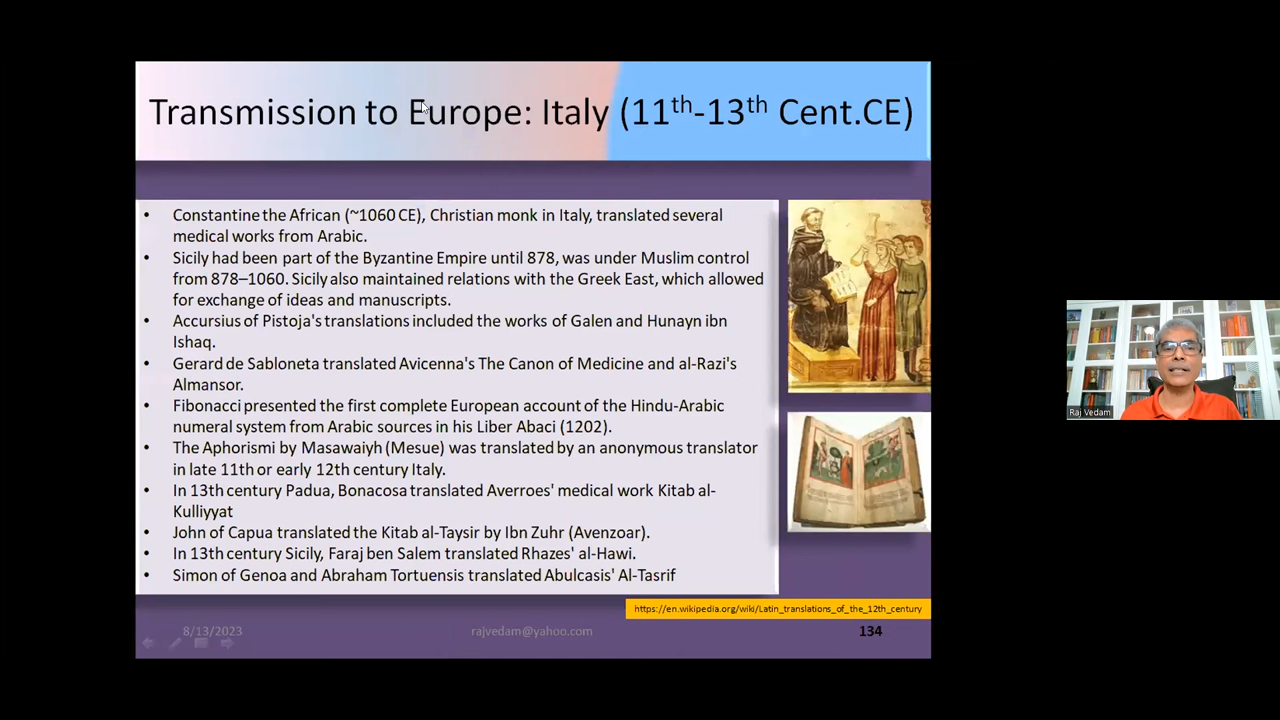 Transmission to Europe: Italy (11th-13th Cent.CE)
• Constantine the African (~1060 CE), Christian monk in Italy, translated several
medical works from Arabic.
• Sicily had been part of the Byzantine Empire until 878, was under Muslim control
from 878–1060. Sicily also maintained relations with the Greek East, which allowed
for exchange of ideas and manuscripts.
• Accursius of Pistoja's translations included the works of Galen and Hunayn ibn
Ishaq.
• Gerard de Sabloneta translated Avicenna's The Canon of Medicine and al-Razi's
Almansor.
• Fibonacci presented the first complete European account of the Hindu-Arabic
numeral system from Arabic sources in his Liber Abaci (1202).
• The Aphorismi by Masawaiyh (Mesue) was translated by an anonymous translator
in late 11th or early 12th century Italy.
• In 13th century Padua, Bonacosa translated Averroes' medical work Kitab al-
Kulliyyat
• John of Capua translated the Kitab al-Taysir by Ibn Zuhr (Avenzoar).
• In 13th century Sicily, Faraj ben Salem translated Rhazes' al-Hawi.
• Simon of Genoa and Abraham Tortuensis translated Abulcasis' Al-Tasrif
https://en.wikipedia.org/wiki/Latin_translations_of_the_12th_century
8/13/2023
rajvedam@yahoo.com
134
Raj Vedam